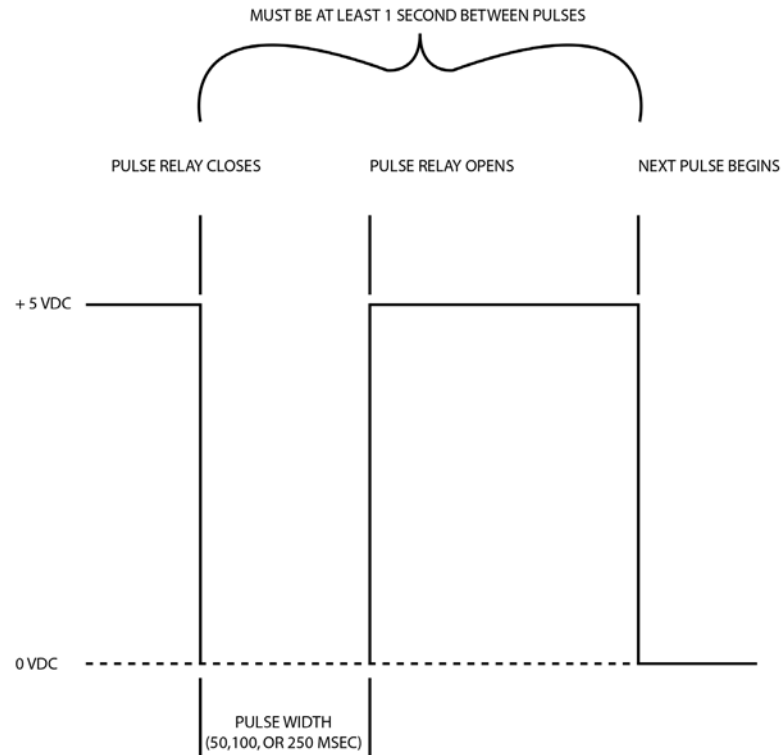 MUST BE AT LEAST 1 SECOND BETWEEN PULSES
PULSE RELAY CLOSES
PULSE RELAY OPENS
NEXT PULSE BEGINS
+ 5 VDC
0 VDC
PULSE WIDTH
(50,100, OR 250 MSEC)